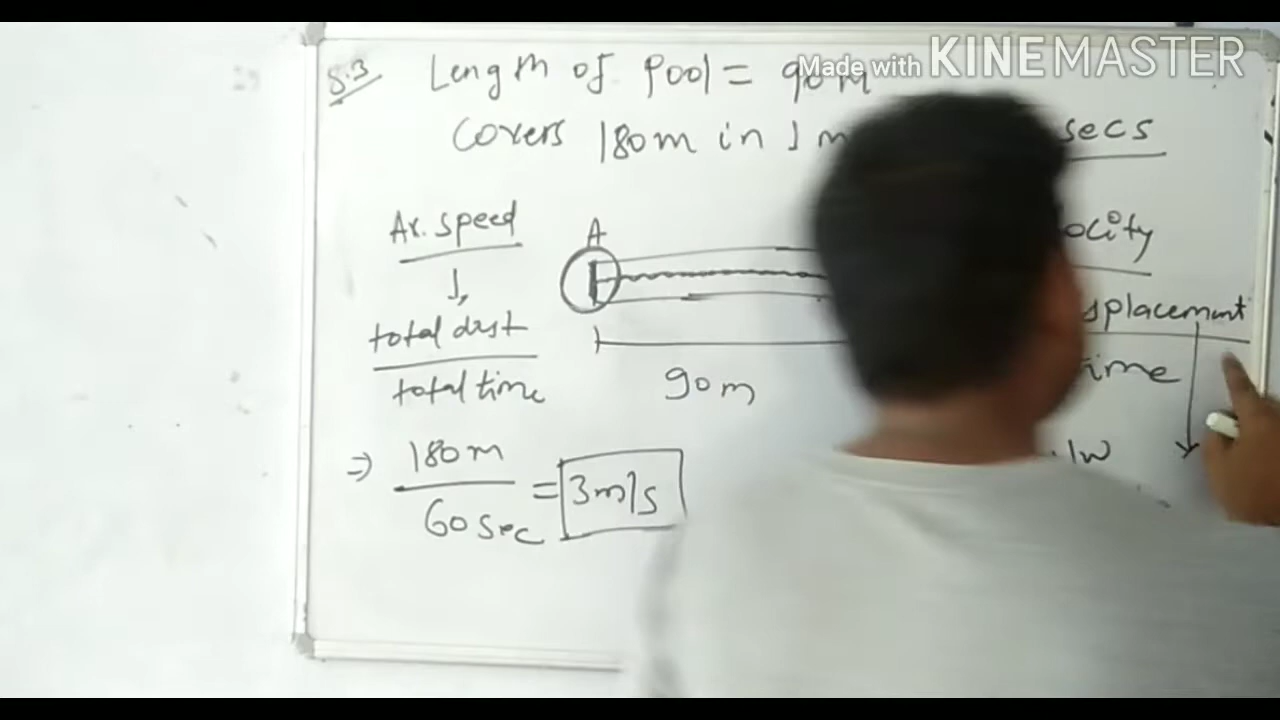 Made with KINEMASTER
8.3 Length of Pool = 90m
Covers 180m in 1 m secs
Av. speed
A
ocity
total dist
total time
90m
splacement
ime
⇒ 180m
60 sec
= 3m/s